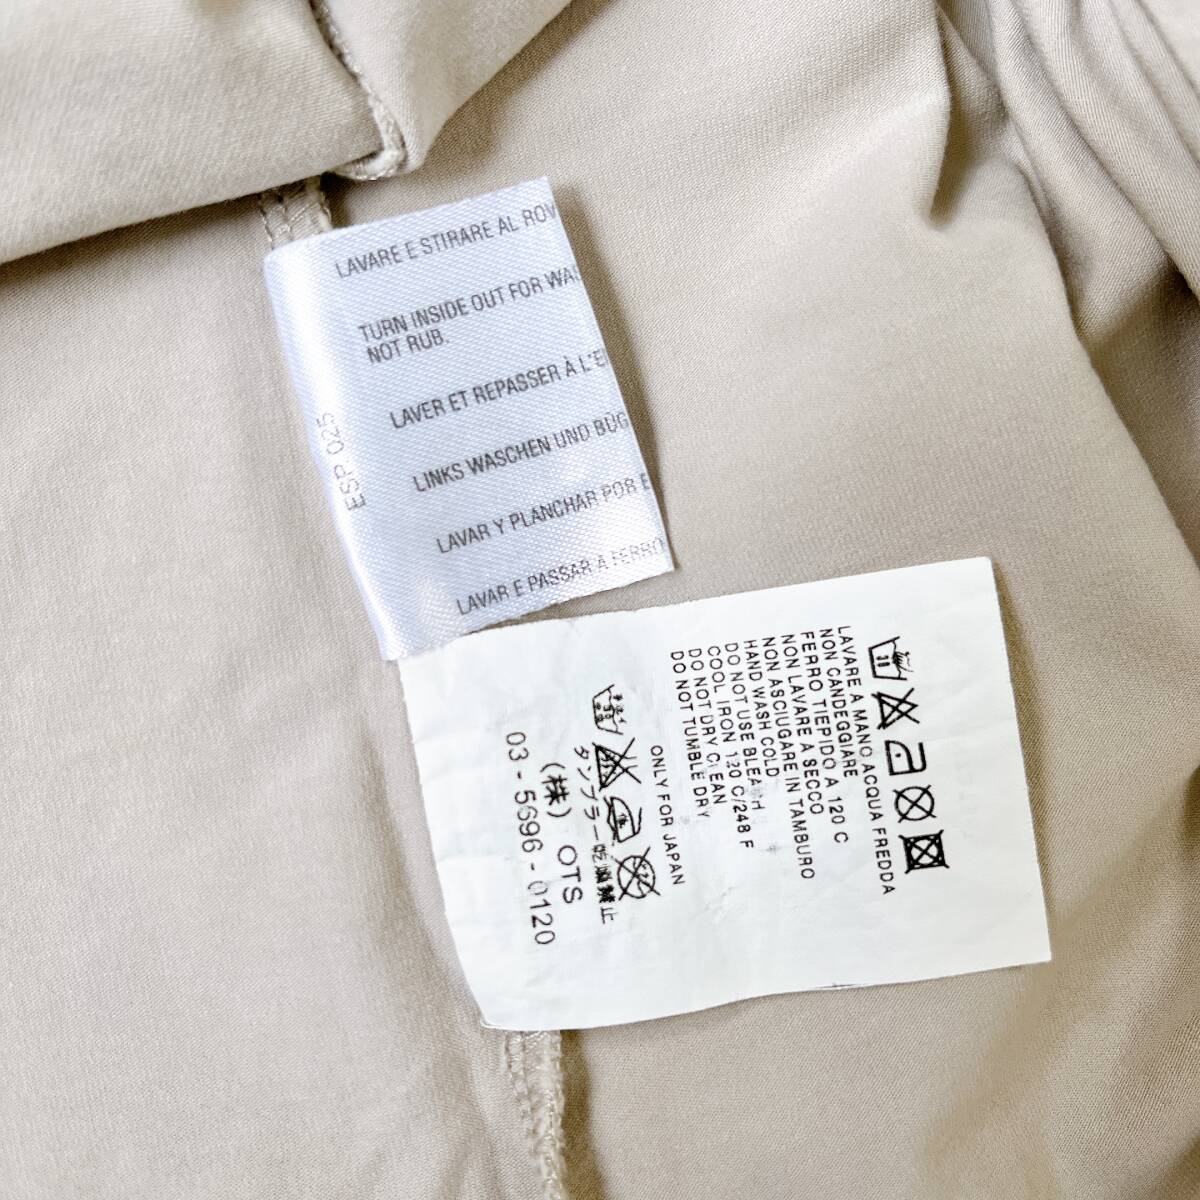 LAVARE E STIRARE AL ROV
TURN INSIDE OUT FOR WAS
NOT RUB.
LAVER ET REPASSER À L'E
LINKS WASCHEN UND BÜG
LAVAR Y PLANCHAR POR E
LAVAR E PASSAR A FERRO
ESP 025
LAVARE A MANO ACQUA FREDDA
NON CANDEGGIARE
FERRO TIEPIDO A 120 C
NON LAVARE A SECCO
NON ASCIUGARE IN TAMBURO
HAND WASH COLD
DO NOT USE BLEACH
COOL IRON 120 C/248 F
DO NOT DRY CLEAN
DO NOT TUMBLE DRY
ONLY FOR JAPAN
タンブラー乾燥禁止
(株) OTS
03-5696-0120